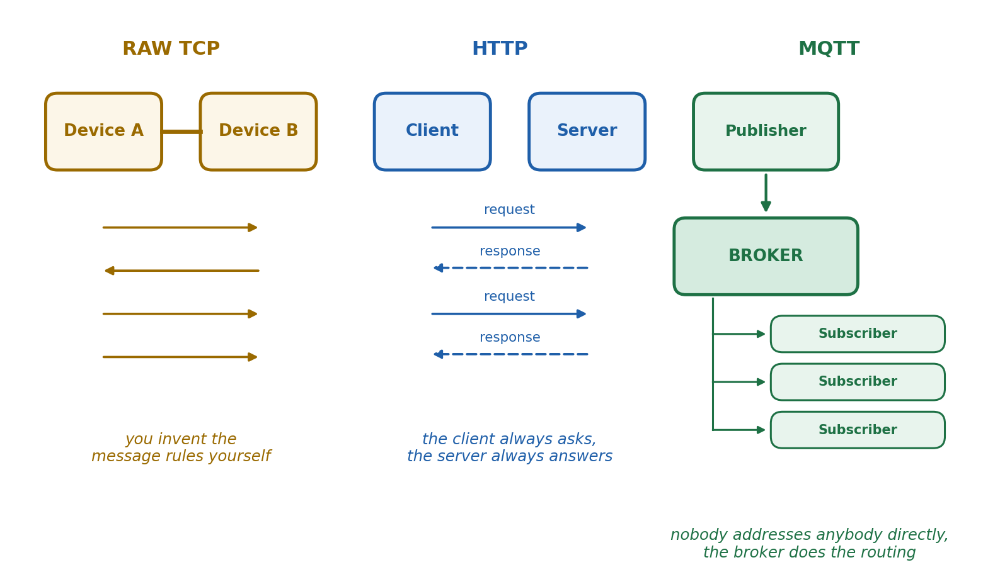 RAW TCP
Device A
Device B
you invent the
message rules yourself
HTTP
Client
Server
request
response
request
response
the client always asks,
the server always answers
MQTT
Publisher
BROKER
Subscriber
Subscriber
Subscriber
nobody addresses anybody directly,
the broker does the routing